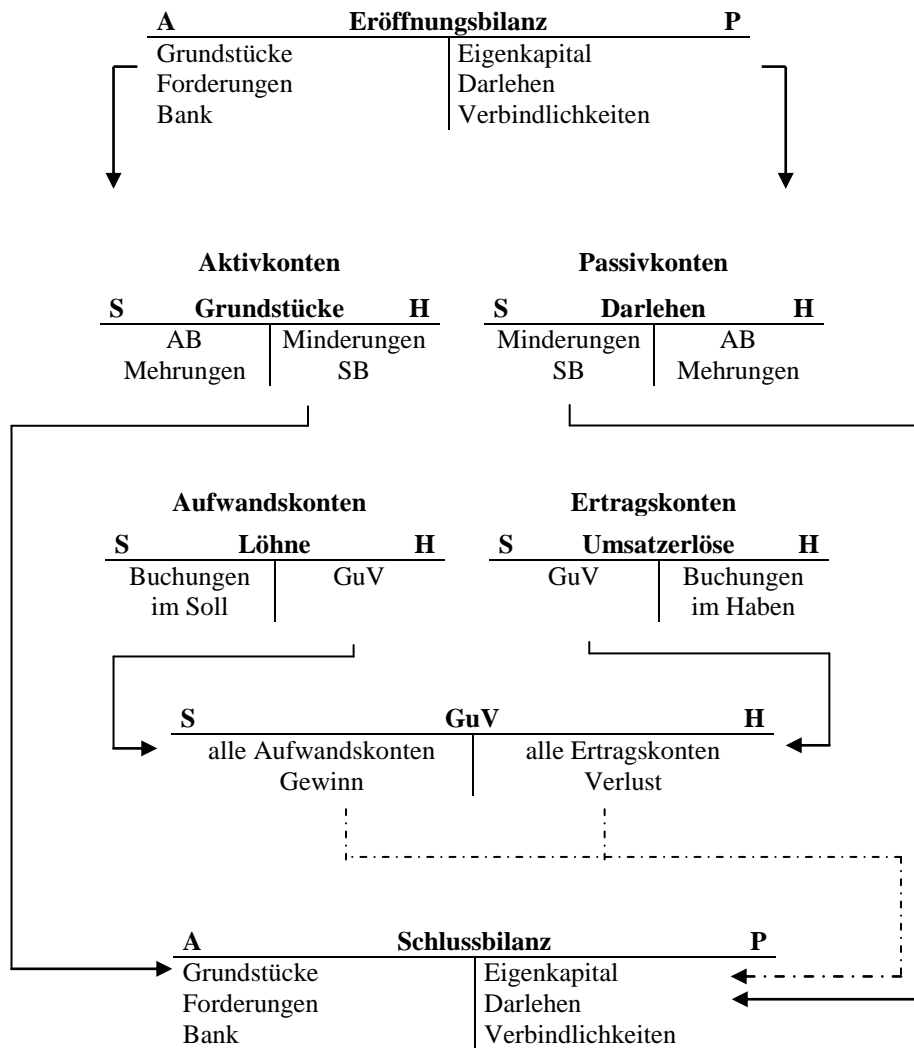 A Eröffnungsbilanz P
Grundstücke Eigenkapital
Forderungen Darlehen
Bank Verbindlichkeiten
Aktivkonten Passivkonten
S Grundstücke H S Darlehen H
AB Minderungen Minderungen AB
Mehrungen SB SB Mehrungen
Aufwandskonten Ertragskonten
S Löhne H S Umsatzerlöse H
Buchungen GuV GuV Buchungen
im Soll im Haben
S GuV H
alle Aufwandskonten alle Ertragskonten
Gewinn Verlust
A Schlussbilanz P
Grundstücke Eigenkapital
Forderungen Darlehen
Bank Verbindlichkeiten